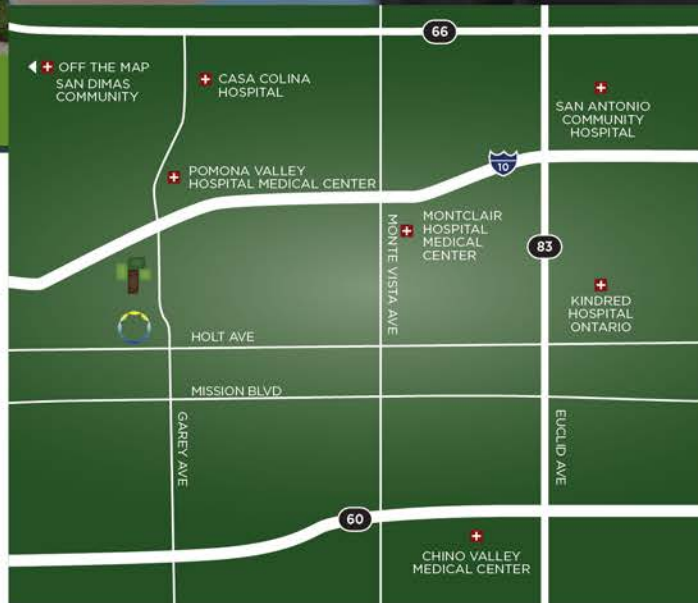 66
OFF THE MAP
SAN DIMAS
COMMUNITY
CASA COLINA
HOSPITAL
SAN ANTONIO
COMMUNITY
HOSPITAL
10
POMONA VALLEY
HOSPITAL MEDICAL CENTER
MONTE VISTA AVE
MONTCLAIR
HOSPITAL
MEDICAL
CENTER
83
KINDRED
HOSPITAL
ONTARIO
HOLT AVE
MISSION BLVD
GAREY AVE
EUCLID AVE
60
CHINO VALLEY
MEDICAL CENTER